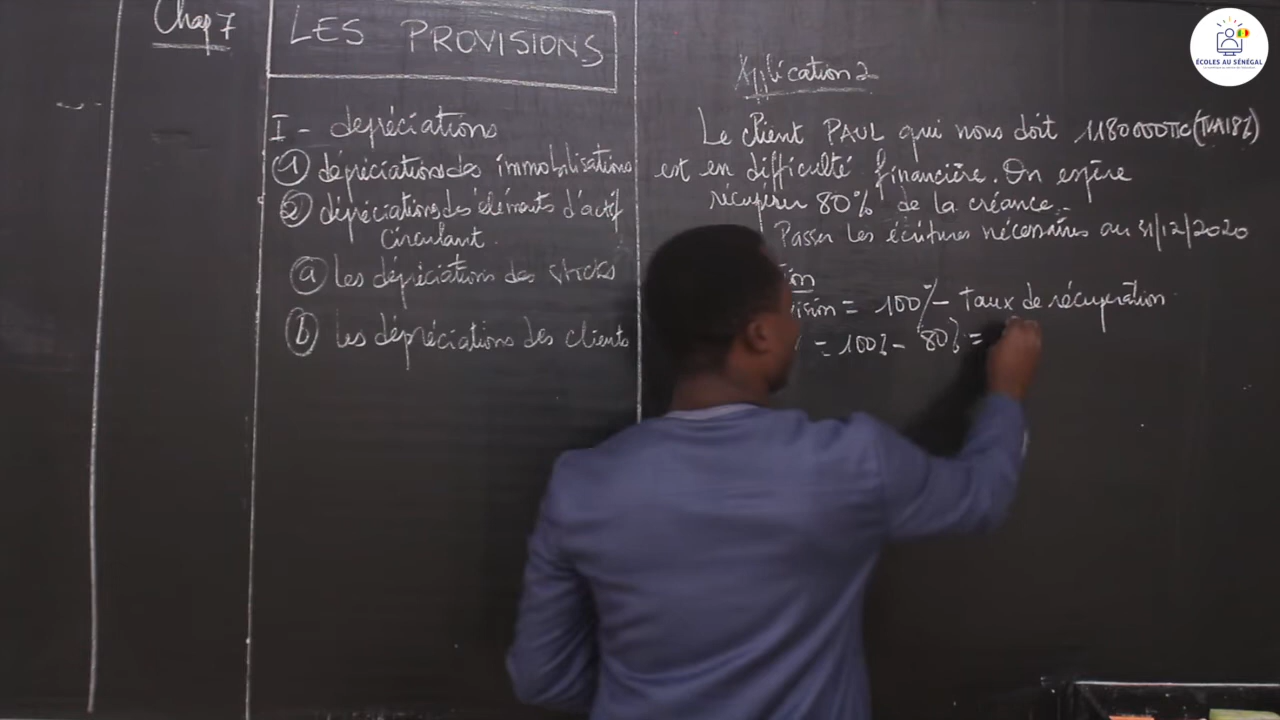 Chap 7
LES PROVISIONS
I - dépréciations
① dépréciations des immobilisations
② dépréciations des éléments d'actif
circulant.
ⓐ les dépréciations des stocks
ⓑ les dépréciations des clients
Application 2
Le client PAUL qui nous doit 1180000TTC (TVA18%)
est en difficulté financière. On espère
récupérer 80% de la créance.
Passer les écritures nécessaires au 31/12/2020
ion
vision = 100% - Taux de récupération
= 100% - 80% =
ÉCOLES AU SÉNÉGAL